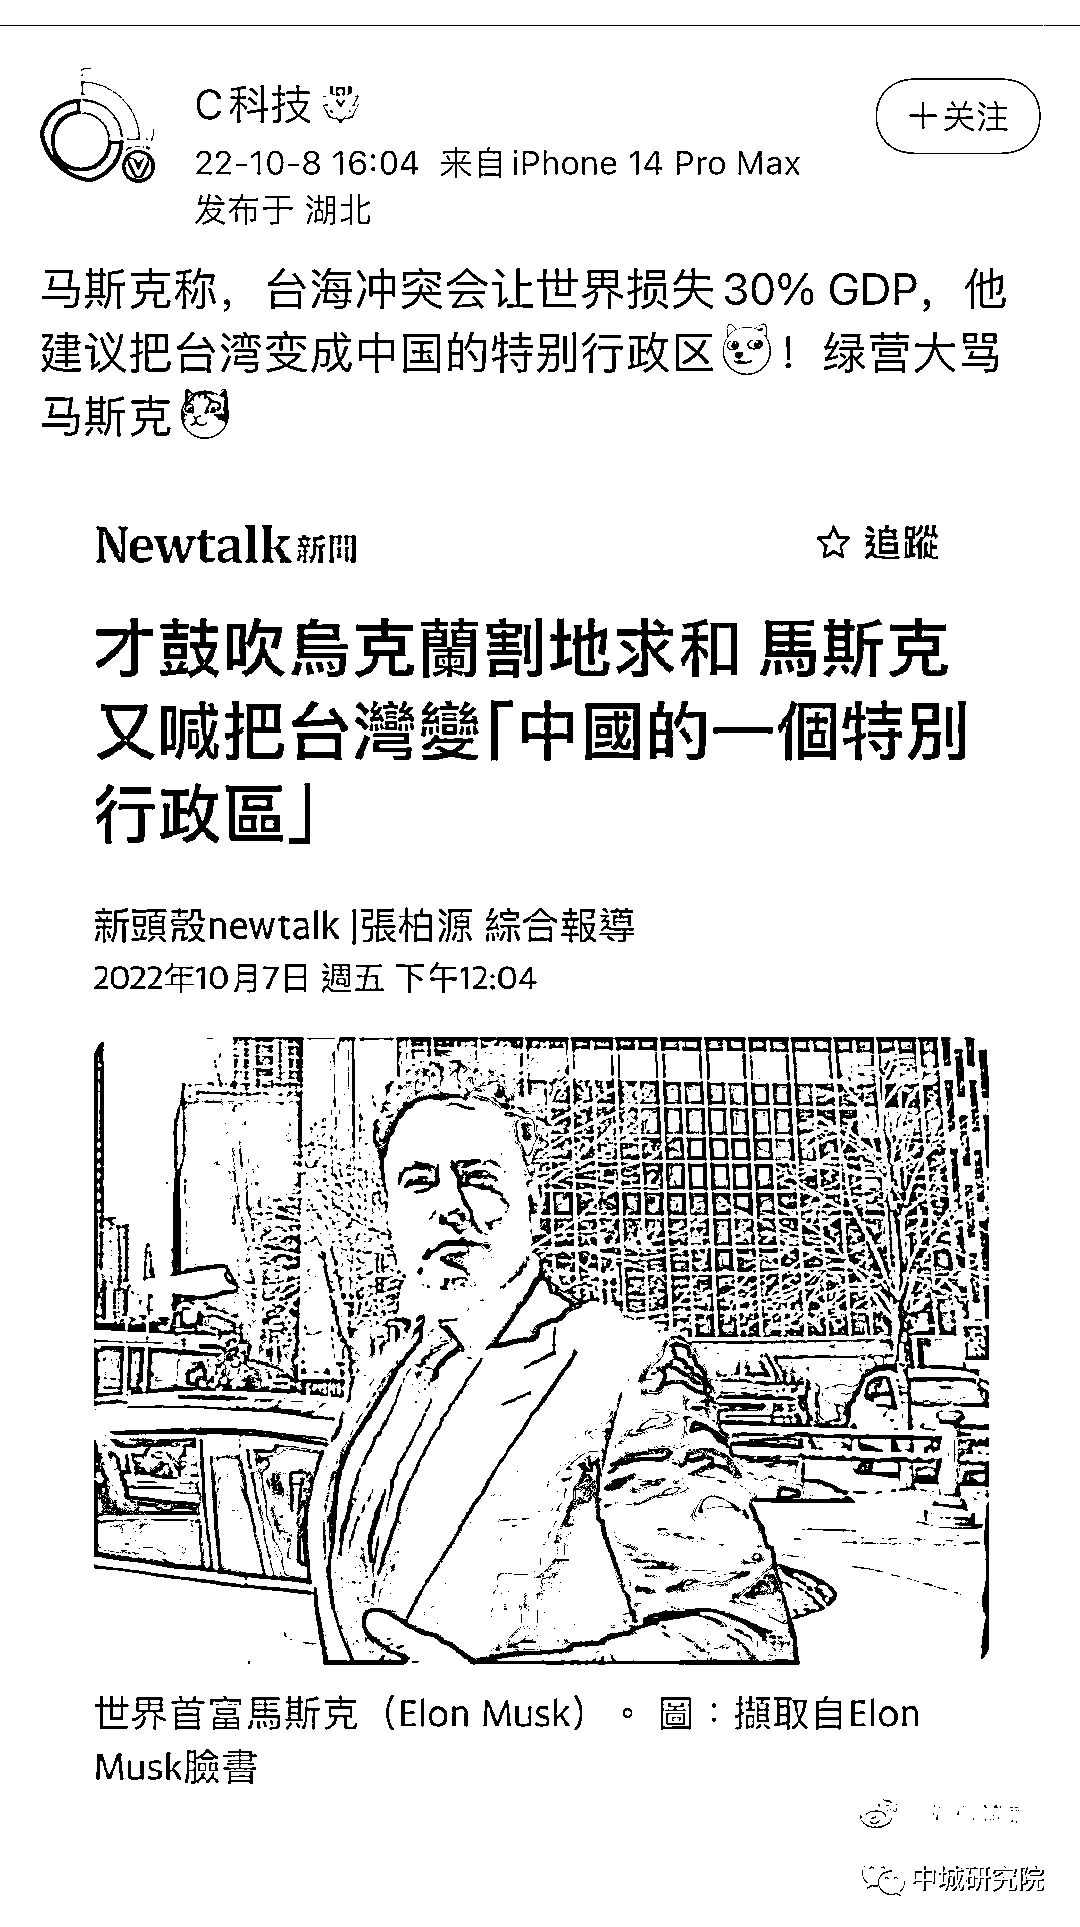 C科技
+关注
22-10-8 16:04 来自iPhone 14 Pro Max
发布于 湖北
马斯克称，台海冲突会让世界损失30% GDP，他
建议把台湾变成中国的特别行政区！绿营大骂
马斯克
Newtalk新聞
☆ 追蹤
才鼓吹烏克蘭割地求和 馬斯克
又喊把台灣變「中國的一個特別
行政區」
新頭殼newtalk |張柏源 綜合報導
2022年10月7日 週五 下午12:04
世界首富馬斯克（Elon Musk）。 圖：擷取自Elon
Musk臉書
中城研究院